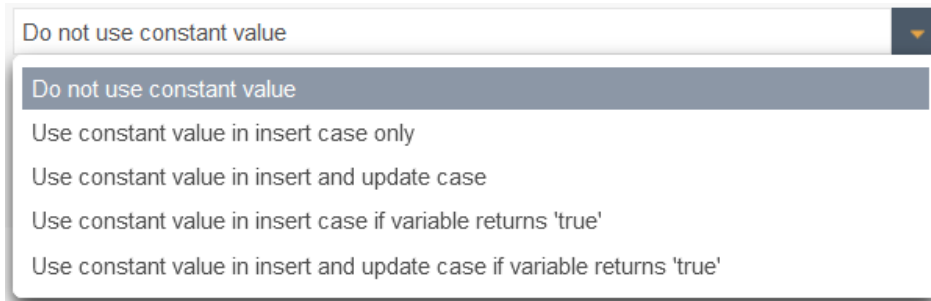 Do not use constant value
Do not use constant value
Use constant value in insert case only
Use constant value in insert and update case
Use constant value in insert case if variable returns 'true'
Use constant value in insert and update case if variable returns 'true'